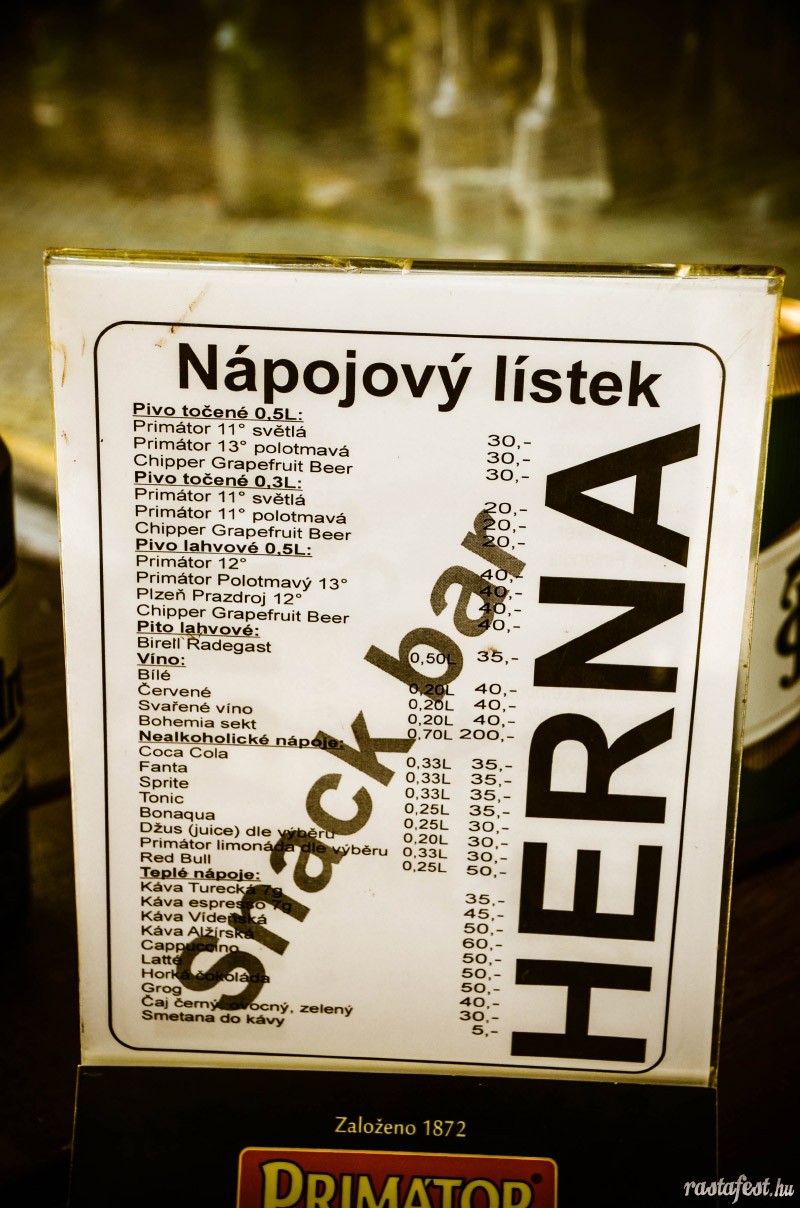 Nápojový lístek
Pivo točené 0,5L:
Primátor 11° světlá 30,-
Primátor 13° polotmavá 30,-
Chipper Grapefruit Beer 30,-
Pivo točené 0,3L:
Primátor 11° světlá 20,-
Primátor 11° polotmavá 20,-
Chipper Grapefruit Beer 20,-
Pivo lahvové 0,5L:
Primátor 12° 40,-
Primátor Polotmavý 13° 40,-
Plzeň Prazdroj 12° 40,-
Chipper Grapefruit Beer 40,-
Pito lahvové:
Birell Radegast 0,50L 35,-
Víno:
Bílé 0,20L 40,-
Červené 0,20L 40,-
Svařené víno 0,20L 40,-
Bohemia sekt 0,70L 200,-
Nealkoholické nápoje:
Coca Cola 0,33L 35,-
Fanta 0,33L 35,-
Sprite 0,33L 35,-
Tonic 0,25L 35,-
Bonaqua 0,25L 30,-
Džus (juice) dle výběru 0,20L 30,-
Primátor limonáda dle výběru 0,33L 30,-
Red Bull 0,25L 50,-
Teplé nápoje:
Káva Turecká 7g 35,-
Káva espresso 7g 45,-
Káva Vídeňská 50,-
Káva Alžírská 60,-
Cappuccino 50,-
Latté 50,-
Horká čokoláda 50,-
Grog 40,-
Čaj černý, ovocný, zelený 30,-
Smetana do kávy 5,-
Snack bar
HERNA
Založeno 1872
PRIMÁTOR
rastafest.hu